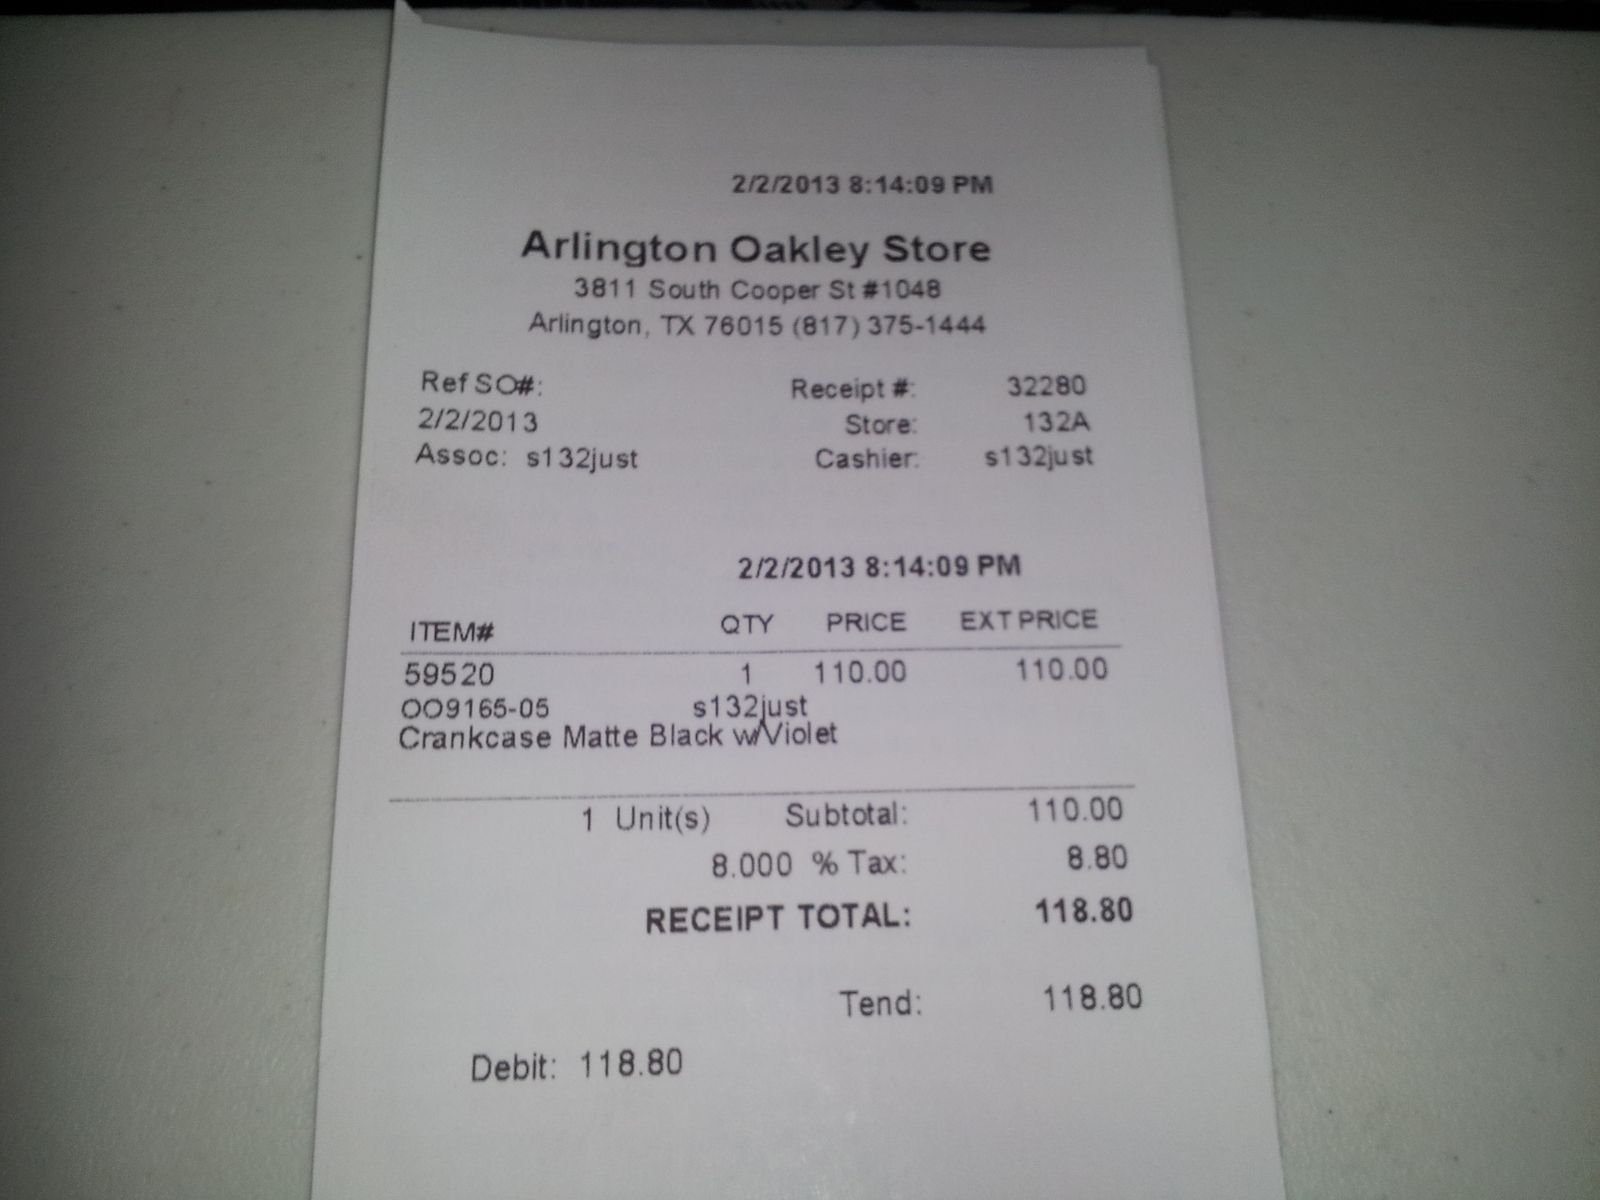 2/2/2013 8:14:09 PM
Arlington Oakley Store
3811 South Cooper St #1048
Arlington, TX 76015 (817) 375-1444
Ref SO#: Receipt #: 32280
2/2/2013 Store: 132A
Assoc: s132just Cashier: s132just
2/2/2013 8:14:09 PM
ITEM# QTY PRICE EXT PRICE
59520 1 110.00 110.00
OO9165-05 s132just
Crankcase Matte Black w/Violet
1 Unit(s) Subtotal: 110.00
8.000 % Tax: 8.80
RECEIPT TOTAL: 118.80
Tend: 118.80
Debit: 118.80